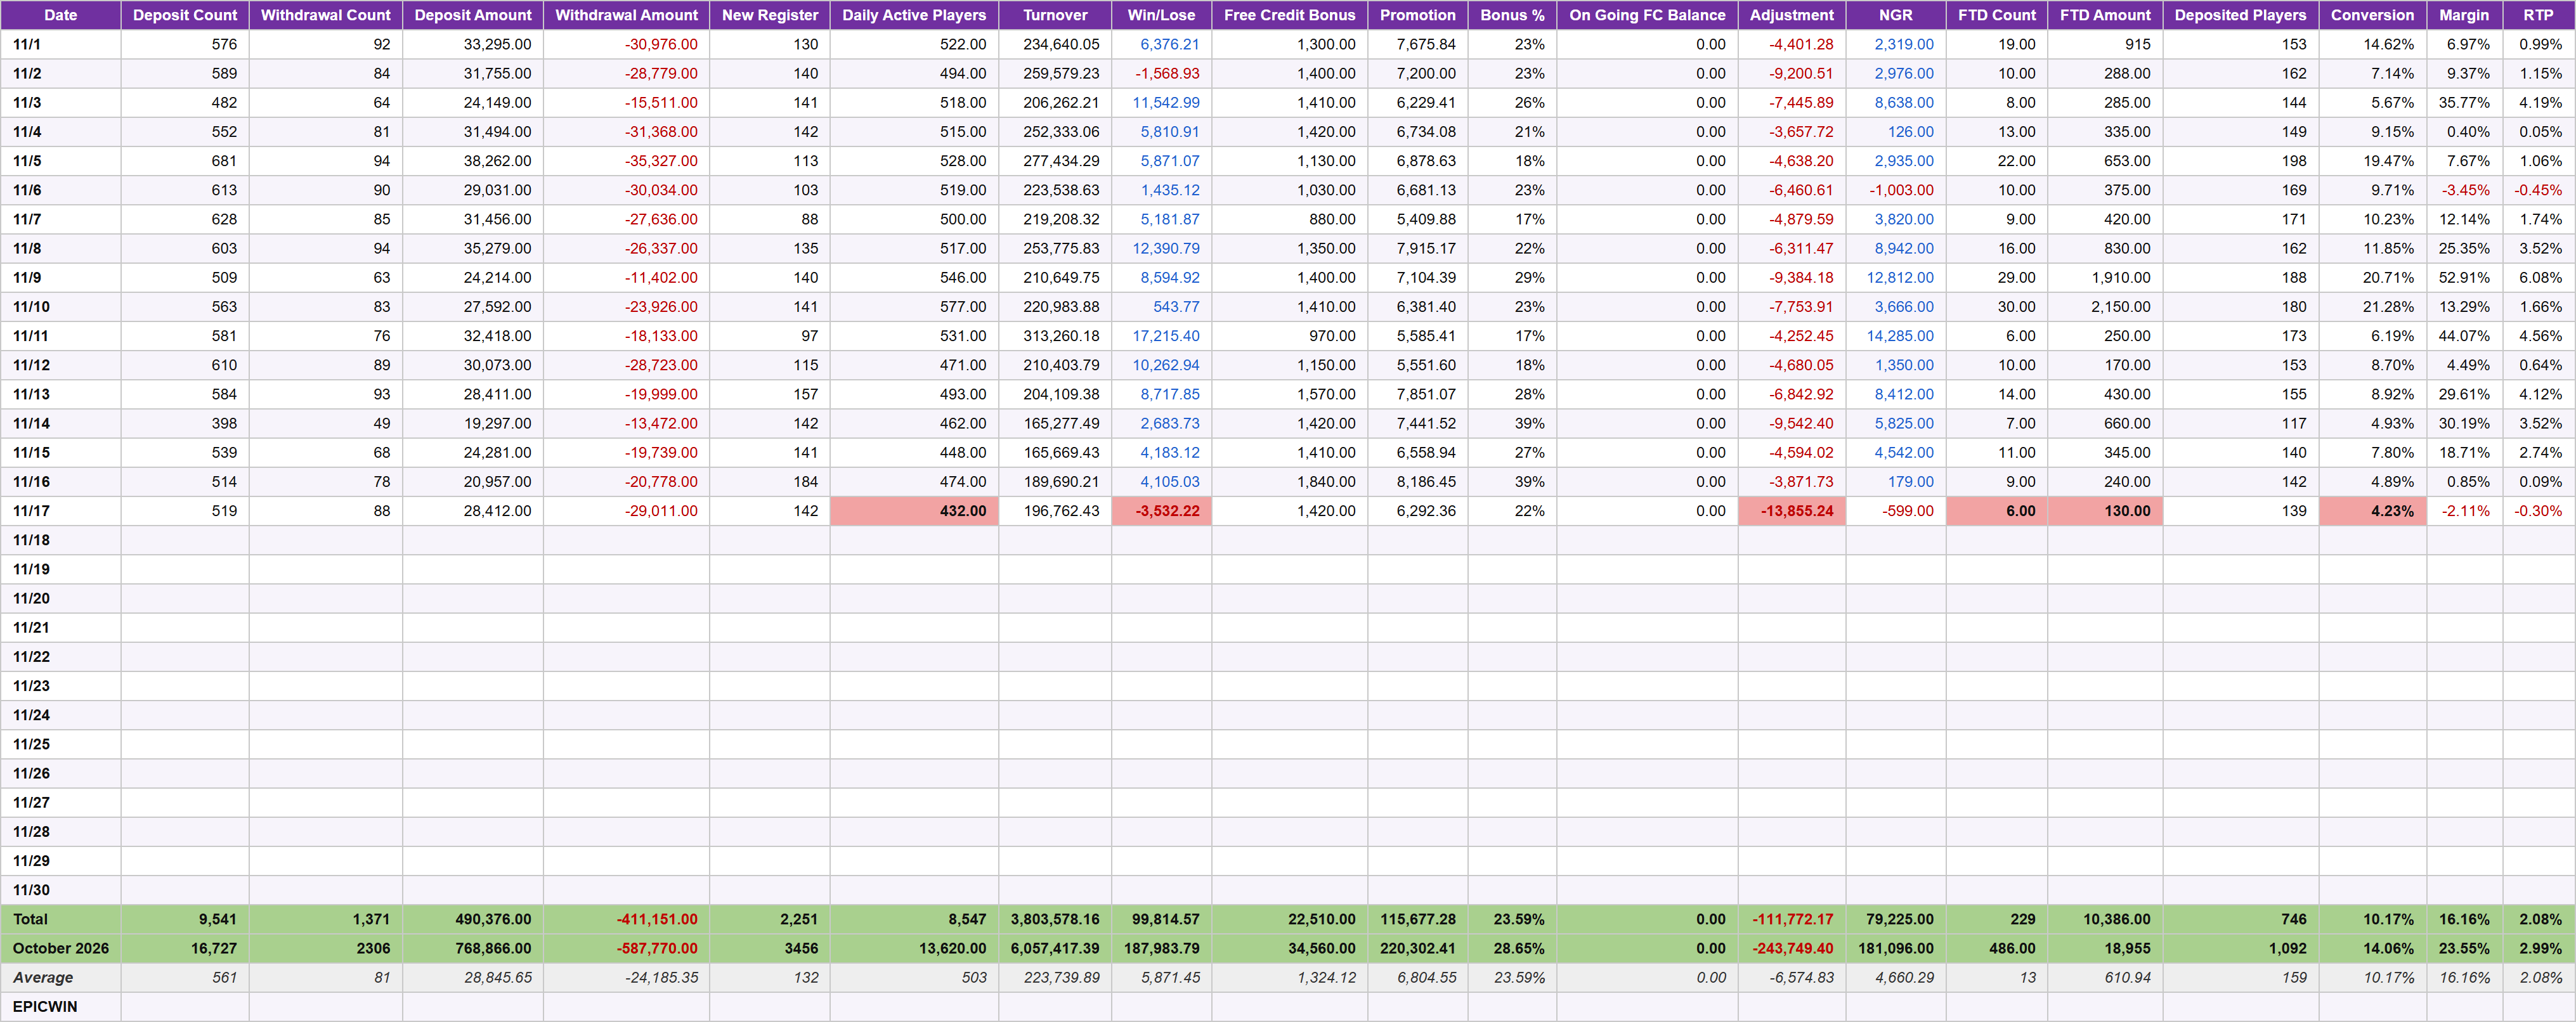 Date Deposit Count Withdrawal Count Deposit Amount Withdrawal Amount New Register Daily Active Players Turnover Win/Lose Free Credit Bonus Promotion Bonus % On Going FC Balance Adjustment NGR FTD Count FTD Amount Deposited Players Conversion Margin RTP
11/1 576 92 33,295.00 -30,976.00 130 522.00 234,640.05 6,376.21 1,300.00 7,675.84 23% 0.00 -4,401.28 2,319.00 19.00 915 153 14.62% 6.97% 0.99%
11/2 589 84 31,755.00 -28,779.00 140 494.00 259,579.23 -1,568.93 1,400.00 7,200.00 23% 0.00 -9,200.51 2,976.00 10.00 288.00 162 7.14% 9.37% 1.15%
11/3 482 64 24,149.00 -15,511.00 141 518.00 206,262.21 11,542.99 1,410.00 6,229.41 26% 0.00 -7,445.89 8,638.00 8.00 285.00 144 5.67% 35.77% 4.19%
11/4 552 81 31,494.00 -31,368.00 142 515.00 252,333.06 5,810.91 1,420.00 6,734.08 21% 0.00 -3,657.72 126.00 13.00 335.00 149 9.15% 0.40% 0.05%
11/5 681 94 38,262.00 -35,327.00 113 528.00 277,434.29 5,871.07 1,130.00 6,878.63 18% 0.00 -4,638.20 2,935.00 22.00 653.00 198 19.47% 7.67% 1.06%
11/6 613 90 29,031.00 -30,034.00 103 519.00 223,538.63 1,435.12 1,030.00 6,681.13 23% 0.00 -6,460.61 -1,003.00 10.00 375.00 169 9.71% -3.45% -0.45%
11/7 628 85 31,456.00 -27,636.00 88 500.00 219,208.32 5,181.87 880.00 5,409.88 17% 0.00 -4,879.59 3,820.00 9.00 420.00 171 10.23% 12.14% 1.74%
11/8 603 94 35,279.00 -26,337.00 135 517.00 253,775.83 12,390.79 1,350.00 7,915.17 22% 0.00 -6,311.47 8,942.00 16.00 830.00 162 11.85% 25.35% 3.52%
11/9 509 63 24,214.00 -11,402.00 140 546.00 210,649.75 8,594.92 1,400.00 7,104.39 29% 0.00 -9,384.18 12,812.00 29.00 1,910.00 188 20.71% 52.91% 6.08%
11/10 563 83 27,592.00 -23,926.00 141 577.00 220,983.88 543.77 1,410.00 6,381.40 23% 0.00 -7,753.91 3,666.00 30.00 2,150.00 180 21.28% 13.29% 1.66%
11/11 581 76 32,418.00 -18,133.00 97 531.00 313,260.18 17,215.40 970.00 5,585.41 17% 0.00 -4,252.45 14,285.00 6.00 250.00 173 6.19% 44.07% 4.56%
11/12 610 89 30,073.00 -28,723.00 115 471.00 210,403.79 10,262.94 1,150.00 5,551.60 18% 0.00 -4,680.05 1,350.00 10.00 170.00 153 8.70% 4.49% 0.64%
11/13 584 93 28,411.00 -19,999.00 157 493.00 204,109.38 8,717.85 1,570.00 7,851.07 28% 0.00 -6,842.92 8,412.00 14.00 430.00 155 8.92% 29.61% 4.12%
11/14 398 49 19,297.00 -13,472.00 142 462.00 165,277.49 2,683.73 1,420.00 7,441.52 39% 0.00 -9,542.40 5,825.00 7.00 660.00 117 4.93% 30.19% 3.52%
11/15 539 68 24,281.00 -19,739.00 141 448.00 165,669.43 4,183.12 1,410.00 6,558.94 27% 0.00 -4,594.02 4,542.00 11.00 345.00 140 7.80% 18.71% 2.74%
11/16 514 78 20,957.00 -20,778.00 184 474.00 189,690.21 4,105.03 1,840.00 8,186.45 39% 0.00 -3,871.73 179.00 9.00 240.00 142 4.89% 0.85% 0.09%
11/17 519 88 28,412.00 -29,011.00 142 432.00 196,762.43 -3,532.22 1,420.00 6,292.36 22% 0.00 -13,855.24 -599.00 6.00 130.00 139 4.23% -2.11% -0.30%
11/18
11/19
11/20
11/21
11/22
11/23
11/24
11/25
11/26
11/27
11/28
11/29
11/30
Total 9,541 1,371 490,376.00 -411,151.00 2,251 8,547 3,803,578.16 99,814.57 22,510.00 115,677.28 23.59% 0.00 -111,772.17 79,225.00 229 10,386.00 746 10.17% 16.16% 2.08%
October 2026 16,727 2306 768,866.00 -587,770.00 3456 13,620.00 6,057,417.39 187,983.79 34,560.00 220,302.41 28.65% 0.00 -243,749.40 181,096.00 486.00 18,955 1,092 14.06% 23.55% 2.99%
Average 561 81 28,845.65 -24,185.35 132 503 223,739.89 5,871.45 1,324.12 6,804.55 23.59% 0.00 -6,574.83 4,660.29 13 610.94 159 10.17% 16.16% 2.08%
EPICWIN